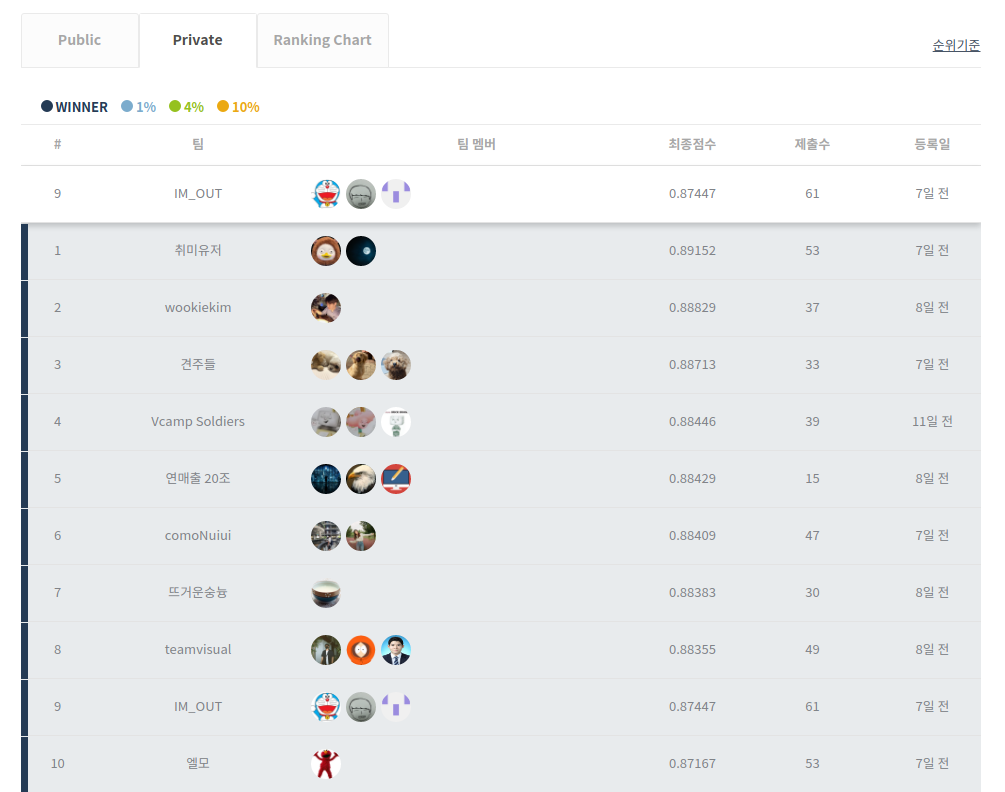 Public Private Ranking Chart
순위기준
WINNER 1% 4% 10%
# 팀 팀 멤버 최종점수 제출수 등록일
9 IM_OUT 0.87447 61 7일 전
1 취미유저 0.89152 53 7일 전
2 wookiekim 0.88829 37 8일 전
3 견주들 0.88713 33 7일 전
4 Vcamp Soldiers 0.88446 39 11일 전
5 연매출 20조 0.88429 15 8일 전
6 comoNuiui 0.88409 47 7일 전
7 뜨거운숭늉 0.88383 30 8일 전
8 teamvisual 0.88355 49 8일 전
9 IM_OUT 0.87447 61 7일 전
10 엘모 0.87167 53 7일 전